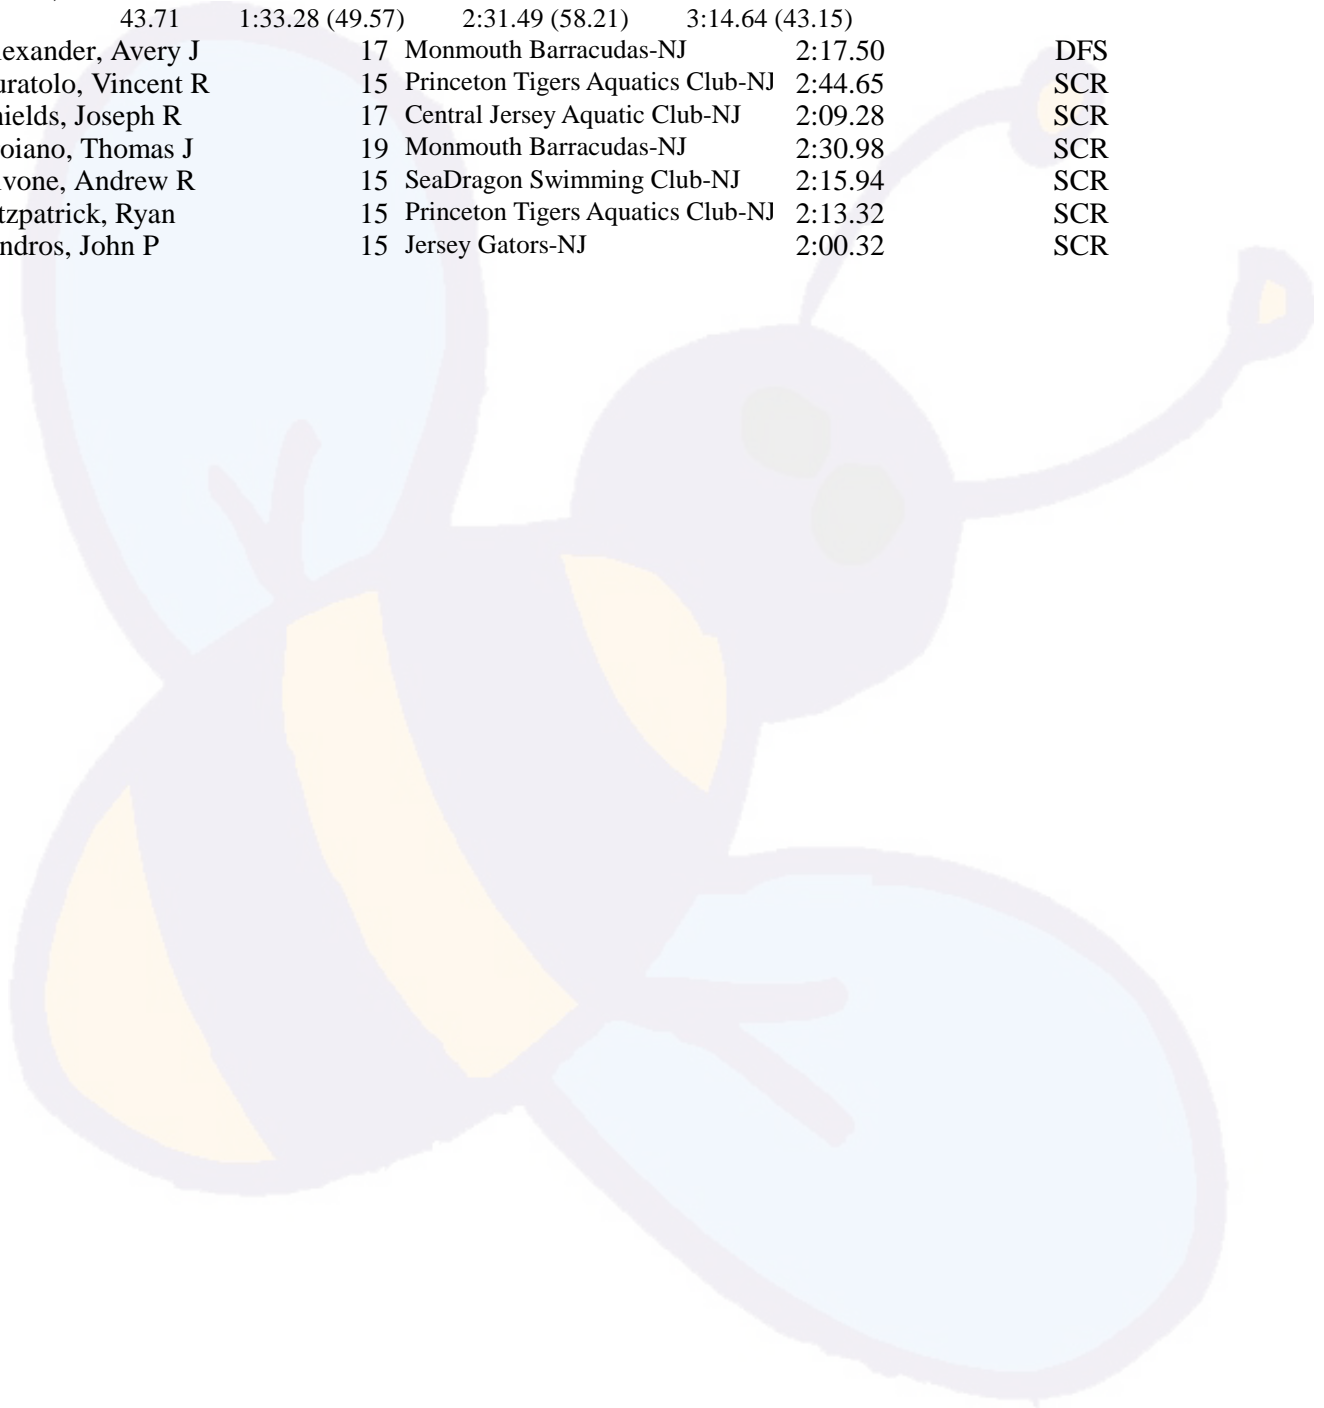 43.71 1:33.28 (49.57) 2:31.49 (58.21) 3:14.64 (43.15)
lexander, Avery J 17 Monmouth Barracudas-NJ 2:17.50 DFS
uratolo, Vincent R 15 Princeton Tigers Aquatics Club-NJ 2:44.65 SCR
hields, Joseph R 17 Central Jersey Aquatic Club-NJ 2:09.28 SCR
oiano, Thomas J 19 Monmouth Barracudas-NJ 2:30.98 SCR
vone, Andrew R 15 SeaDragon Swimming Club-NJ 2:15.94 SCR
tzpatrick, Ryan 15 Princeton Tigers Aquatics Club-NJ 2:13.32 SCR
ndros, John P 15 Jersey Gators-NJ 2:00.32 SCR